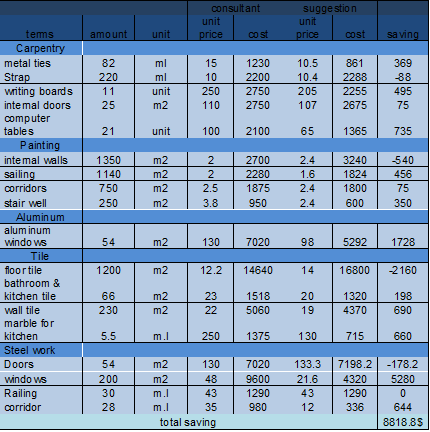 consultant suggestion
unit unit
terms amount unit price cost price cost saving
Carpentry
metal ties 82 ml 15 1230 10.5 861 369
Strap 220 ml 10 2200 10.4 2288 -88
writing boards 11 unit 250 2750 205 2255 495
internal doors 25 m2 110 2750 107 2675 75
computer
tables 21 unit 100 2100 65 1365 735
Painting
internal walls 1350 m2 2 2700 2.4 3240 -540
sailing 1140 m2 2 2280 1.6 1824 456
corridors 750 m2 2.5 1875 2.4 1800 75
stair well 250 m2 3.8 950 2.4 600 350
Aluminum
aluminum
windows 54 m2 130 7020 98 5292 1728
Tile
floor tile 1200 m2 12.2 14640 14 16800 -2160
bathroom &
kitchen tile 66 m2 23 1518 20 1320 198
wall tile 230 m2 22 5060 19 4370 690
marble for
kitchen 5.5 m.l 250 1375 130 715 660
Steel work
Doors 54 m2 130 7020 133.3 7198.2 -178.2
windows 200 m2 48 9600 21.6 4320 5280
Railing 30 m.l 43 1290 43 1290 0
corridor 28 m.l 35 980 12 336 644
total saving 8818.8$